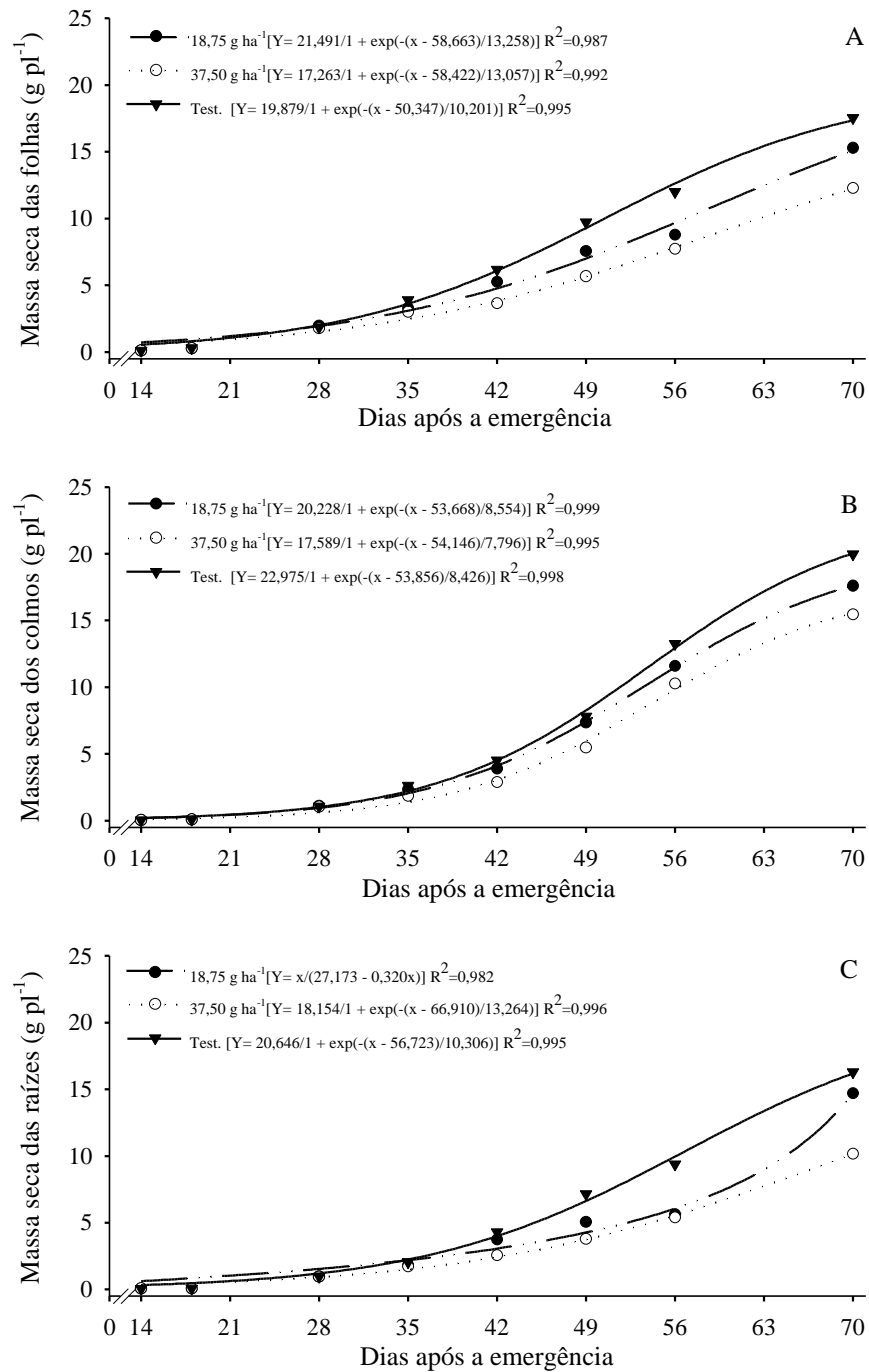 25
20
15
10
5
0
Massa seca das folhas (g pl⁻¹)
A
18,75 g ha⁻¹[Y= 21,491/1 + exp(-(x - 58,663)/13,258)] R²=0,987
37,50 g ha⁻¹[Y= 17,263/1 + exp(-(x - 58,422)/13,057)] R²=0,992
Test. [Y= 19,879/1 + exp(-(x - 50,347)/10,201)] R²=0,995
0 14 21 28 35 42 49 56 63 70
Dias após a emergência
25
20
15
10
5
0
Massa seca dos colmos (g pl⁻¹)
B
18,75 g ha⁻¹[Y= 20,228/1 + exp(-(x - 53,668)/8,554)] R²=0,999
37,50 g ha⁻¹[Y= 17,589/1 + exp(-(x - 54,146)/7,796)] R²=0,995
Test. [Y= 22,975/1 + exp(-(x - 53,856)/8,426)] R²=0,998
0 14 21 28 35 42 49 56 63 70
Dias após a emergência
25
20
15
10
5
0
Massa seca das raízes (g pl⁻¹)
C
18,75 g ha⁻¹[Y= x/(27,173 - 0,320x)] R²=0,982
37,50 g ha⁻¹[Y= 18,154/1 + exp(-(x - 66,910)/13,264)] R²=0,996
Test. [Y= 20,646/1 + exp(-(x - 56,723)/10,306)] R²=0,995
0 14 21 28 35 42 49 56 63 70
Dias após a emergência